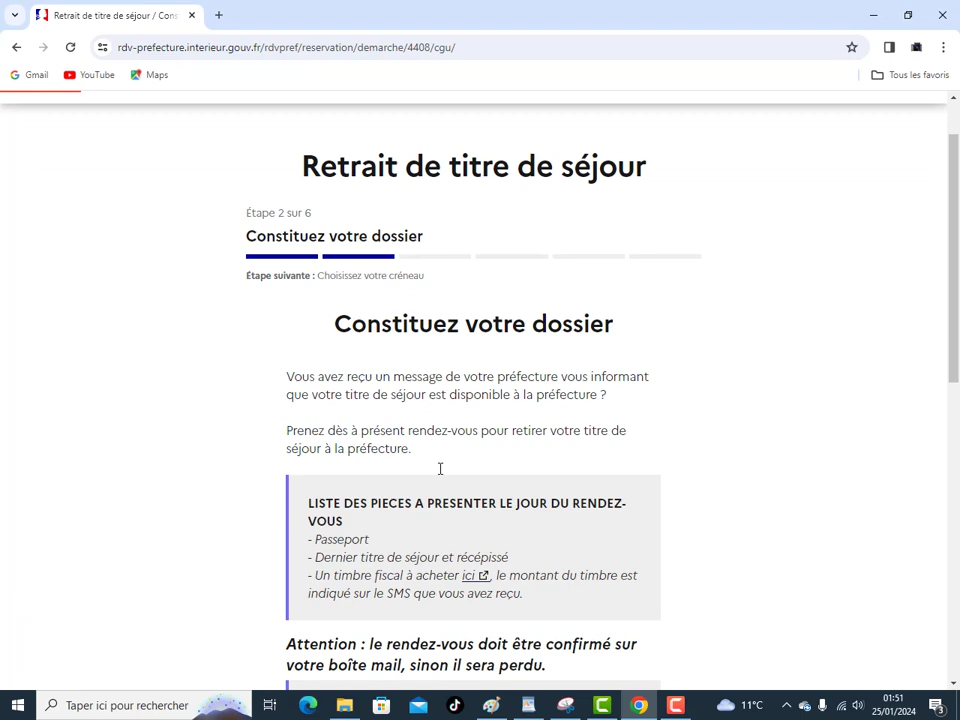 Retrait de titre de séjour / Cons
rdv-prefecture.interieur.gouv.fr/rdvpref/reservation/demarche/4408/cgu/
Gmail YouTube Maps Tous les favoris
Retrait de titre de séjour
Étape 2 sur 6
Constituez votre dossier
Étape suivante : Choisissez votre créneau
Constituez votre dossier
Vous avez reçu un message de votre préfecture vous informant
que votre titre de séjour est disponible à la préfecture ?
Prenez dès à présent rendez-vous pour retirer votre titre de
séjour à la préfecture.
LISTE DES PIECES A PRESENTER LE JOUR DU RENDEZ-
VOUS
- Passeport
- Dernier titre de séjour et récépissé
- Un timbre fiscal à acheter ici, le montant du timbre est
indiqué sur le SMS que vous avez reçu.
Attention : le rendez-vous doit être confirmé sur
votre boîte mail, sinon il sera perdu.
Taper ici pour rechercher
11°C
01:51
25/01/2024
3